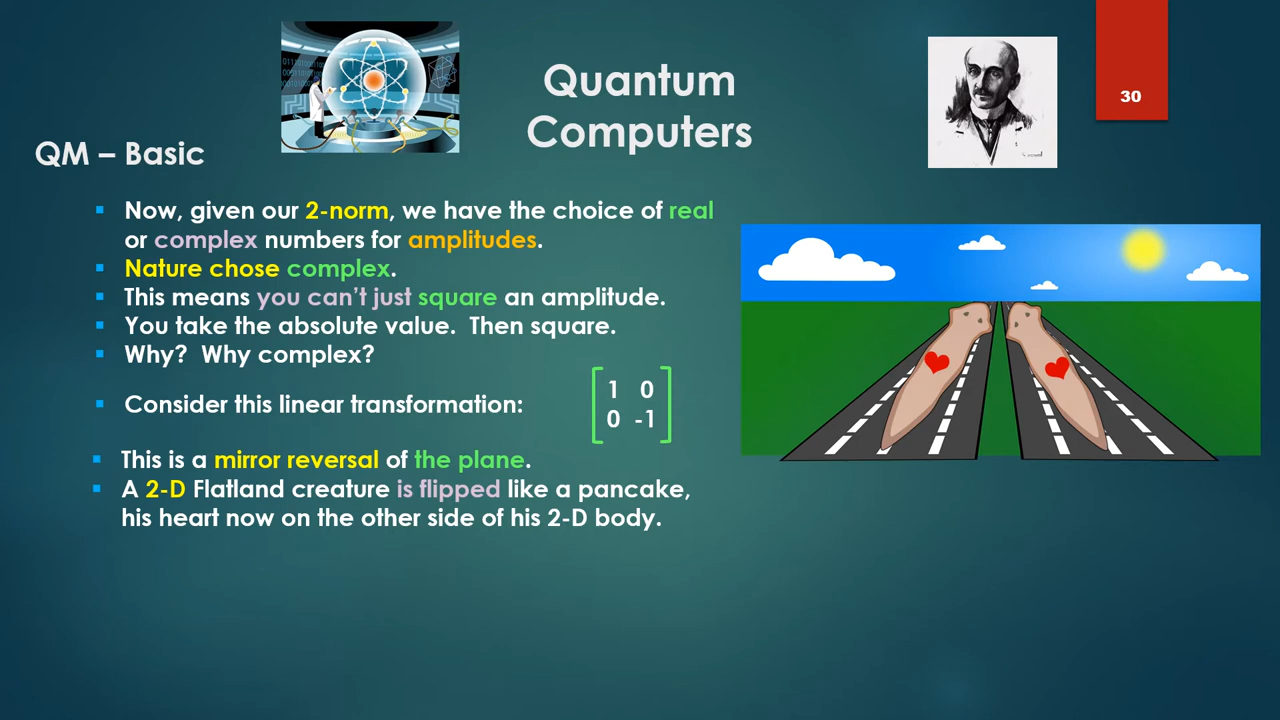 Quantum
Computers
30
QM – Basic
Now, given our 2-norm, we have the choice of real
or complex numbers for amplitudes.
Nature chose complex.
This means you can't just square an amplitude.
You take the absolute value.  Then square.
Why?  Why complex?
Consider this linear transformation:
1 0
0 -1
This is a mirror reversal of the plane.
A 2-D Flatland creature is flipped like a pancake,
his heart now on the other side of his 2-D body.